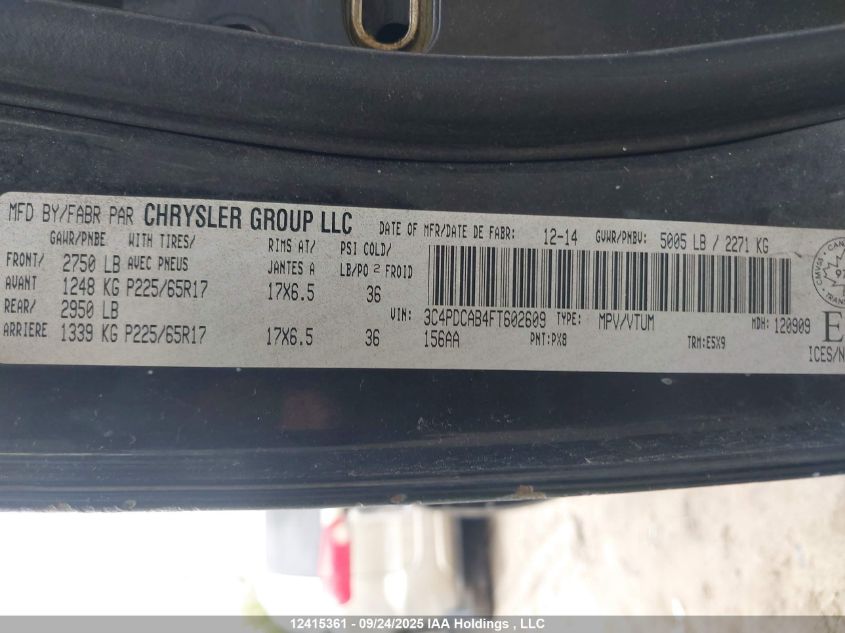 MFD BY/FABR PAR CHRYSLER GROUP LLC DATE OF MFR/DATE DE FABR: 12-14 GVWR/PNBV: 5005 LB / 2271 KG
GAWR/PNBE WITH TIRES/ RIMS AT/ PSI COLD/
FRONT/ 2750 LB AVEC PNEUS JANTES A LB/PO 2 FROID
AVANT 1248 KG P225/65R17 17X6.5 36
REAR/ 2950 LB VIN: 3C4PDCAB4FT602609 TYPE: MPV/VTUM MDH: 120909
ARRIERE 1339 KG P225/65R17 17X6.5 36 156AA PNT:PX8 TRM:E5X9
ICES/N
12415361 - 09/24/2025 IAA Holdings , LLC